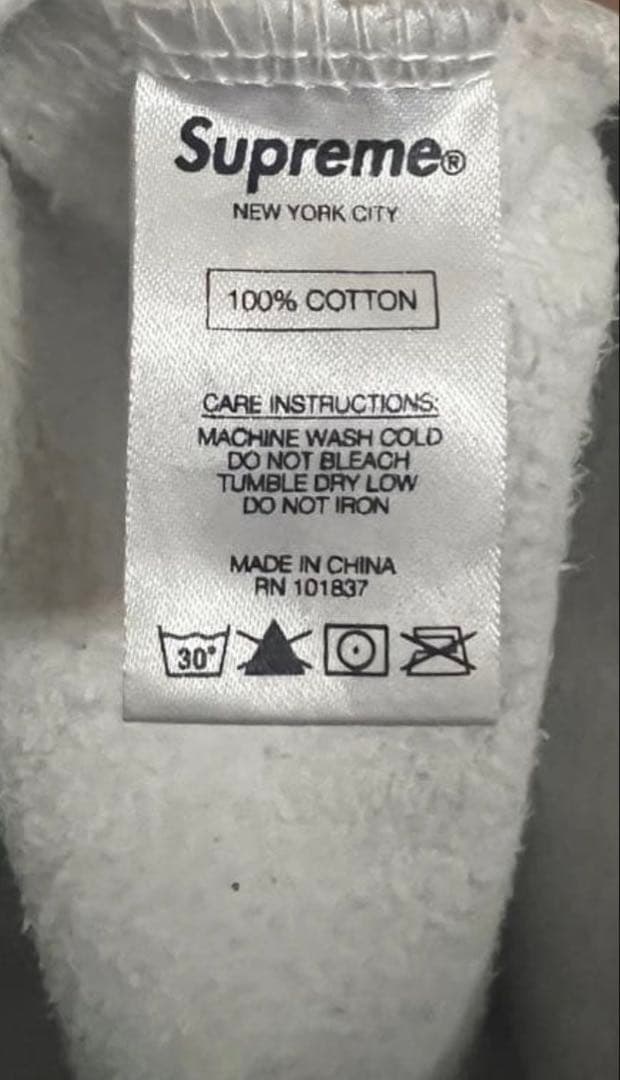 Supreme®
NEW YORK CITY
100% COTTON
CARE INSTRUCTIONS:
MACHINE WASH COLD
DO NOT BLEACH
TUMBLE DRY LOW
DO NOT IRON
MADE IN CHINA
RN 101837
30°